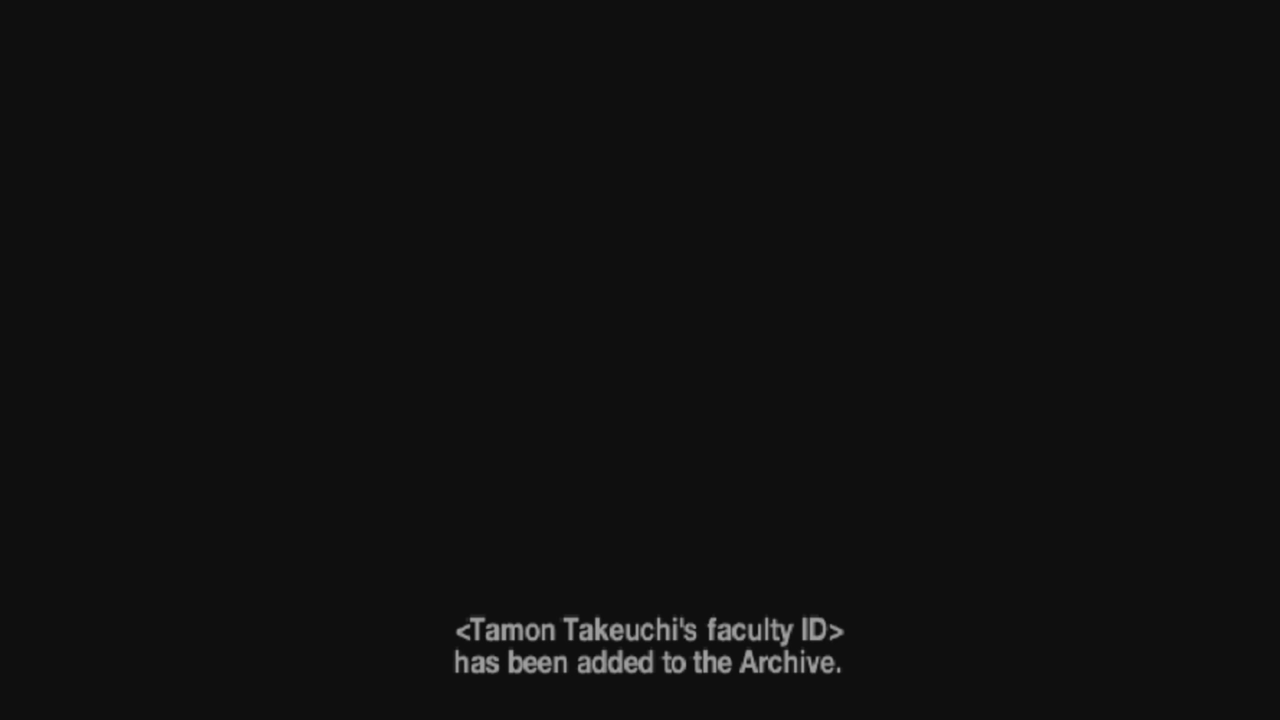 <Tamon Takeuchi's faculty ID>
has been added to the Archive.